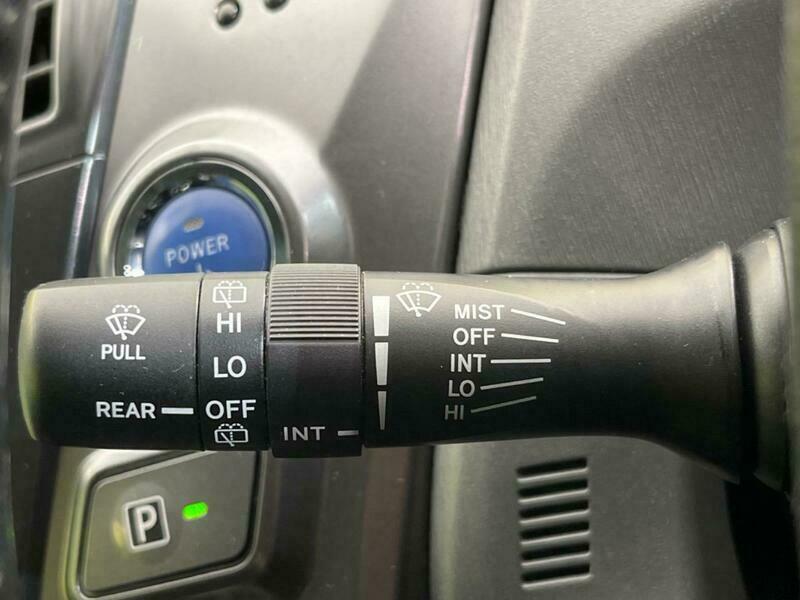 POWER
PULL
REAR
HI
LO
OFF
INT
MIST
OFF
INT
LO
HI
P